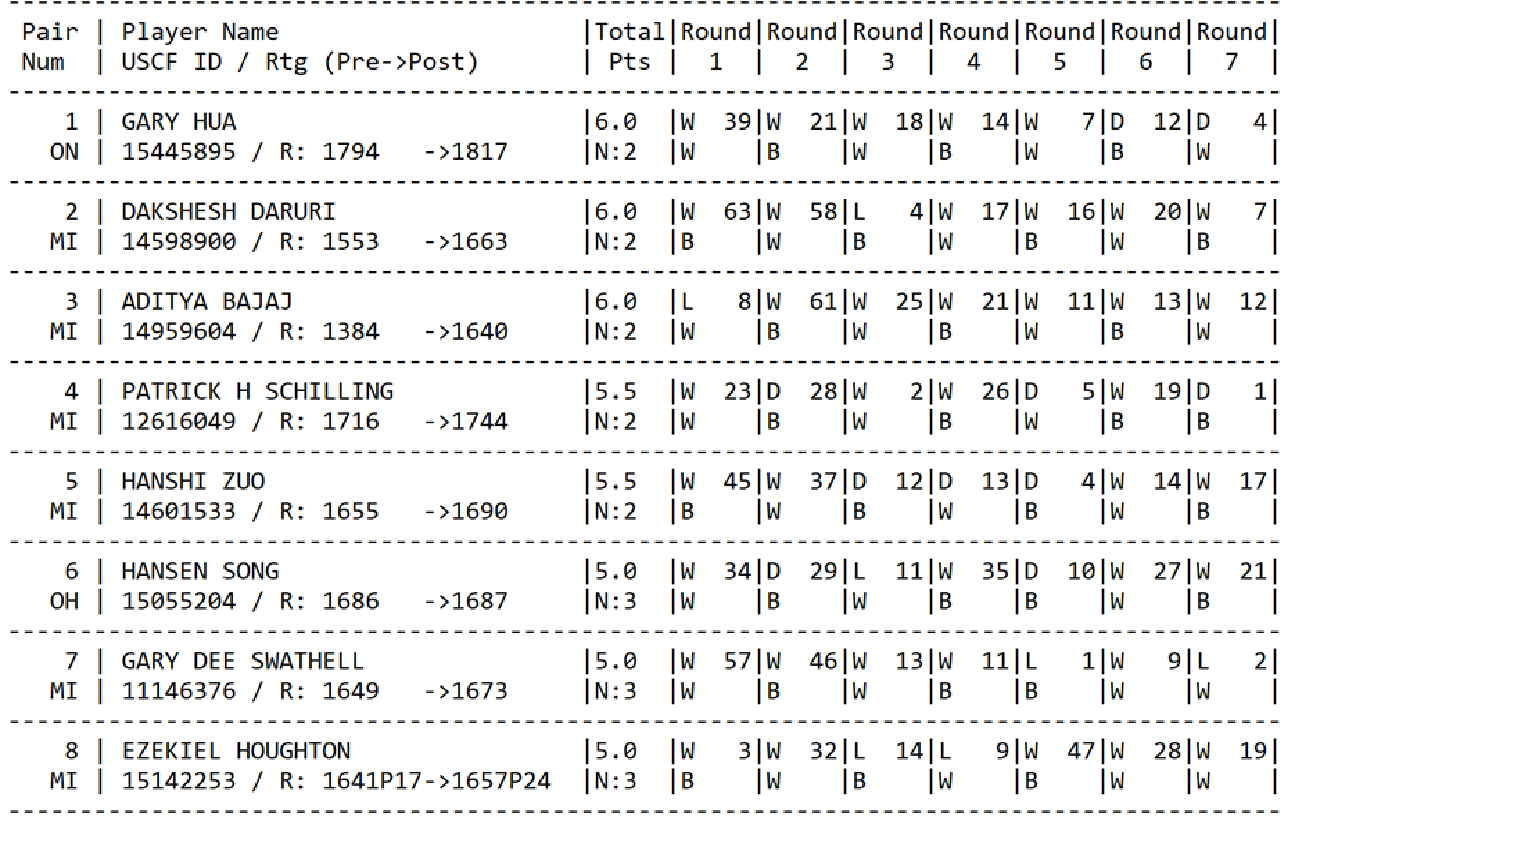 -----------------------------------------------------------------------------------------
 Pair | Player Name                     |Total|Round|Round|Round|Round|Round|Round|Round|
 Num  | USCF ID / Rtg (Pre->Post)       | Pts |  1  |  2  |  3  |  4  |  5  |  6  |  7  |
-----------------------------------------------------------------------------------------
    1 | GARY HUA                        |6.0  |W  39|W  21|W  18|W  14|W   7|D  12|D   4|
   ON | 15445895 / R: 1794   ->1817     |N:2  |W    |B    |W    |B    |W    |B    |W    |
-----------------------------------------------------------------------------------------
    2 | DAKSHESH DARURI                 |6.0  |W  63|W  58|L   4|W  17|W  16|W  20|W   7|
   MI | 14598900 / R: 1553   ->1663     |N:2  |B    |W    |B    |W    |B    |W    |B    |
-----------------------------------------------------------------------------------------
    3 | ADITYA BAJAJ                    |6.0  |L   8|W  61|W  25|W  21|W  11|W  13|W  12|
   MI | 14959604 / R: 1384   ->1640     |N:2  |W    |B    |W    |B    |W    |B    |W    |
-----------------------------------------------------------------------------------------
    4 | PATRICK H SCHILLING             |5.5  |W  23|D  28|W   2|W  26|D   5|W  19|D   1|
   MI | 12616049 / R: 1716   ->1744     |N:2  |W    |B    |W    |B    |W    |B    |B    |
-----------------------------------------------------------------------------------------
    5 | HANSHI ZUO                      |5.5  |W  45|W  37|D  12|D  13|D   4|W  14|W  17|
   MI | 14601533 / R: 1655   ->1690     |N:2  |B    |W    |B    |W    |B    |W    |B    |
-----------------------------------------------------------------------------------------
    6 | HANSEN SONG                     |5.0  |W  34|D  29|L  11|W  35|D  10|W  27|W  21|
   OH | 15055204 / R: 1686   ->1687     |N:3  |W    |B    |W    |B    |B    |W    |B    |
-----------------------------------------------------------------------------------------
    7 | GARY DEE SWATHELL               |5.0  |W  57|W  46|W  13|W  11|L   1|W   9|L   2|
   MI | 11146376 / R: 1649   ->1673     |N:3  |W    |B    |W    |B    |B    |W    |W    |
-----------------------------------------------------------------------------------------
    8 | EZEKIEL HOUGHTON                |5.0  |W   3|W  32|L  14|L   9|W  47|W  28|W  19|
   MI | 15142253 / R: 1641P17->1657P24  |N:3  |B    |W    |B    |W    |B    |W    |W    |
-----------------------------------------------------------------------------------------